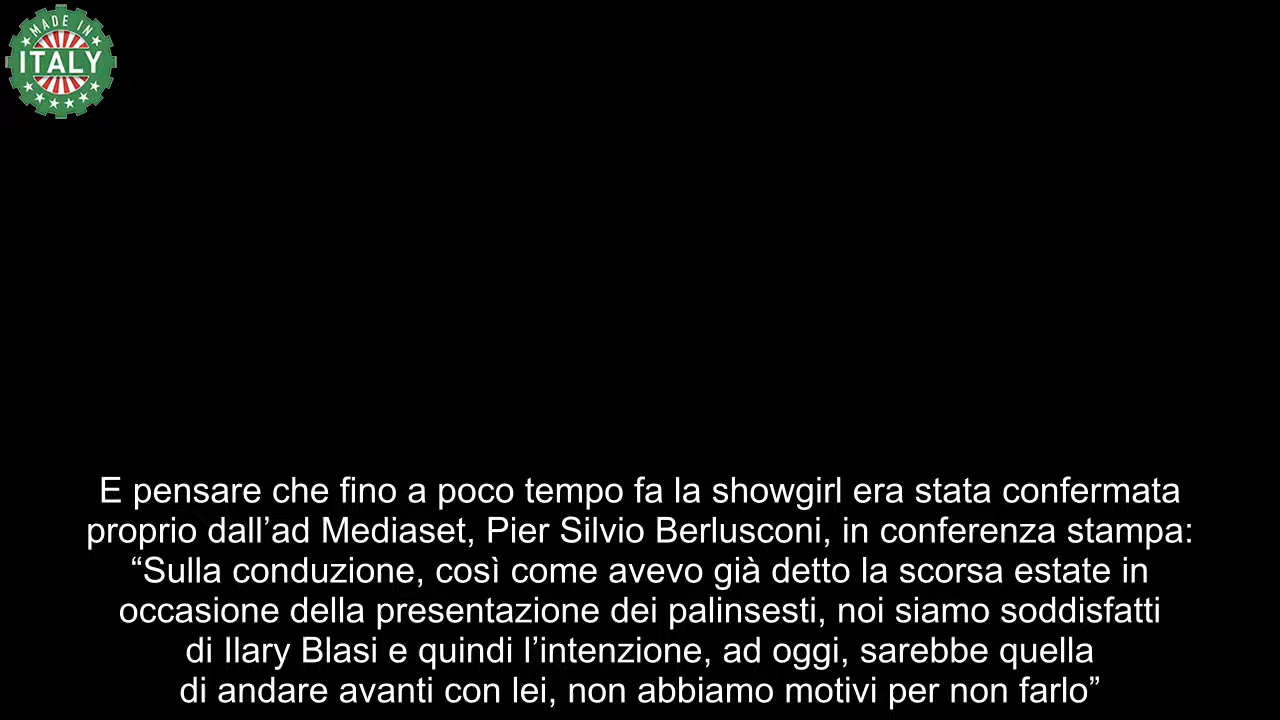 MADE IN
ITALY
E pensare che fino a poco tempo fa la showgirl era stata confermata
proprio dall’ad Mediaset, Pier Silvio Berlusconi, in conferenza stampa:
“Sulla conduzione, così come avevo già detto la scorsa estate in
occasione della presentazione dei palinsesti, noi siamo soddisfatti
di Ilary Blasi e quindi l’intenzione, ad oggi, sarebbe quella
di andare avanti con lei, non abbiamo motivi per non farlo”